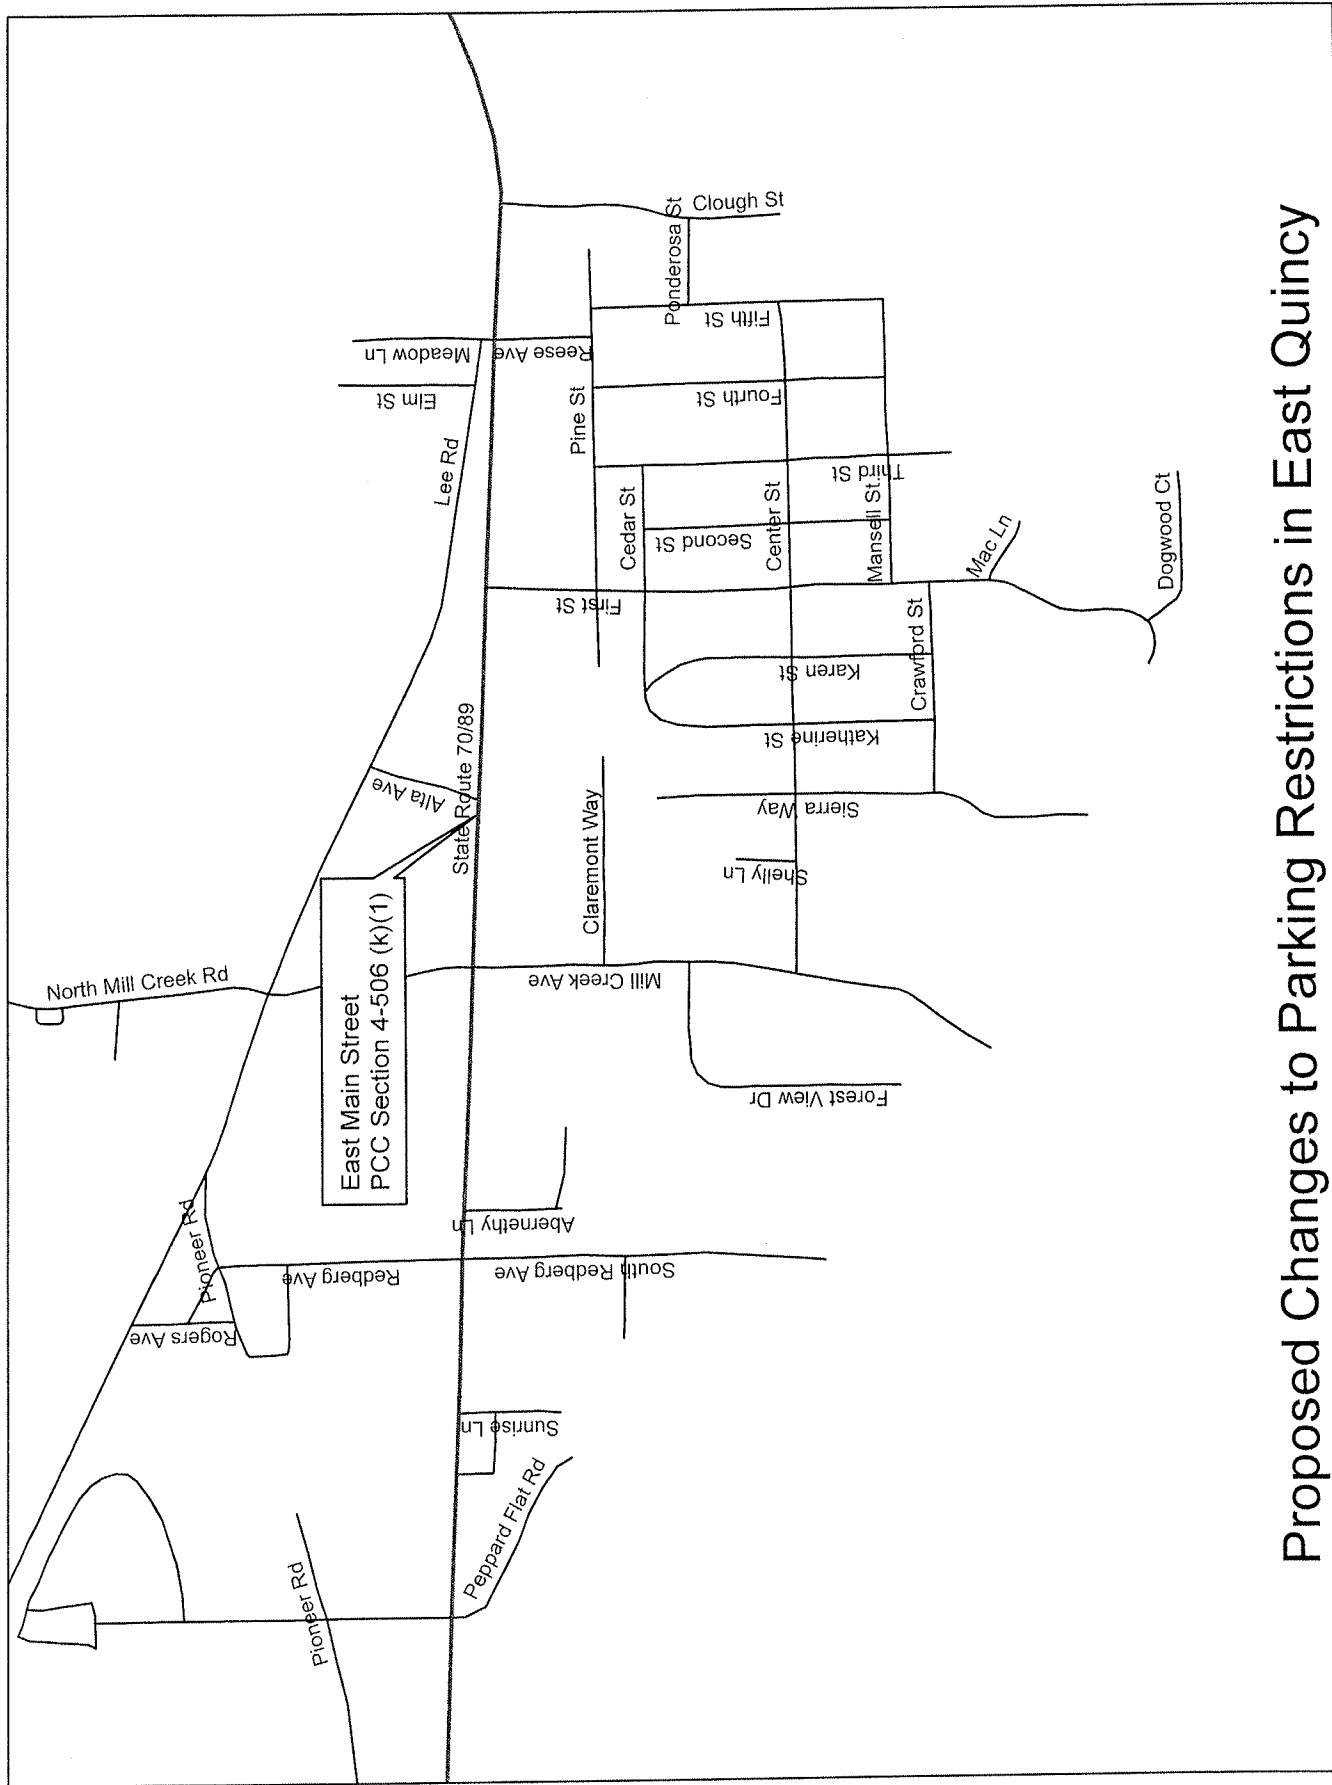 North Mill Creek Rd
Pioneer Rd
Rogers Ave
Redberg Ave
Pioneer Rd
East Main Street
PCC Section 4-506 (k)(1)
Alta Ave
Lee Rd
Elm St
Meadow Ln
State Route 70/89
Peppard Flat Rd
Sunrise Ln
South Redberg Ave
Abernethy Ln
Mill Creek Ave
Claremont Way
First St
Pine St
Reese Ave
Cedar St
Second St
Fourth St
Fifth St
Ponderosa St
Clough St
Forest View Dr
Shelly Ln
Sierra Way
Katherine St
Karen St
Center St
Third St
Mansell St.
Crawford St
Mac Ln
Dogwood Ct
Proposed Changes to Parking Restrictions in East Quincy